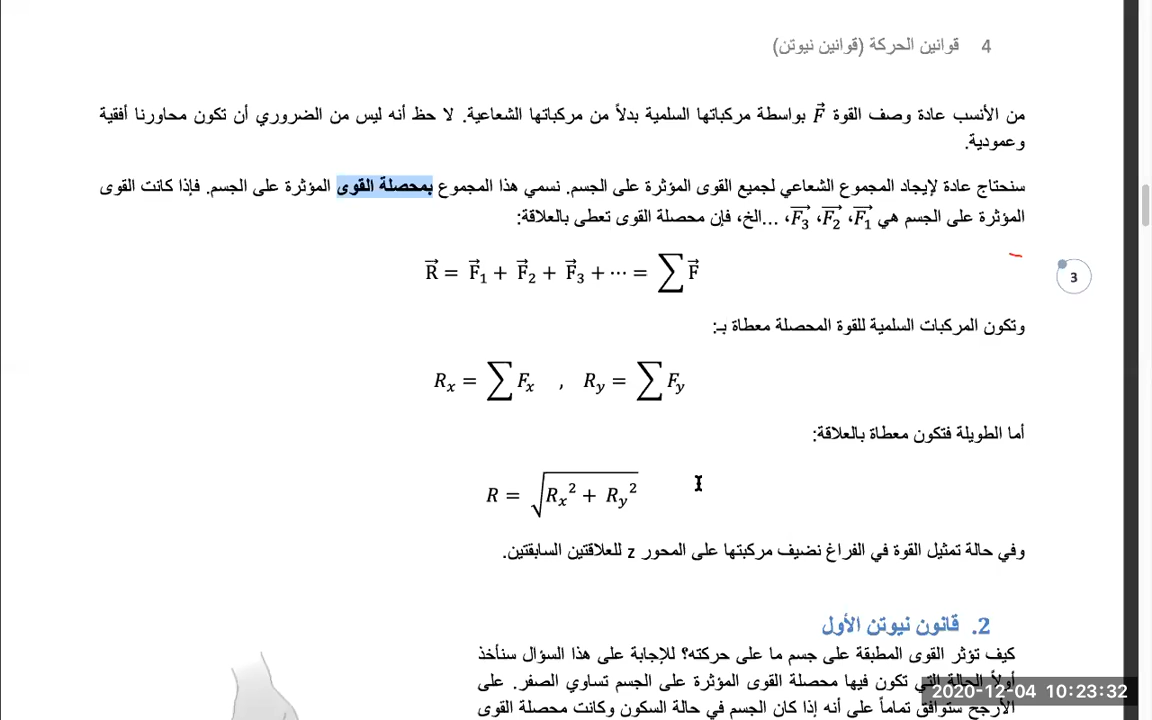 4 قوانين الحركة (قوانين نيوتن)
من الأنسب عادة وصف القوة F⃗ بواسطة مركباتها السلمية بدلاً من مركباتها الشعاعية. لا حظ أنه ليس من الضروري أن تكون محاورنا أفقية
وعمودية.
سنحتاج عادة لإيجاد المجموع الشعاعي لجميع القوى المؤثرة على الجسم. نسمي هذا المجموع بمحصلة القوى المؤثرة على الجسم. فإذا كانت القوى
المؤثرة على الجسم هي F⃗₁، F⃗₂، F⃗₃، ...الخ، فإن محصلة القوى تعطى بالعلاقة:
R⃗ = F⃗₁ + F⃗₂ + F⃗₃ + ⋯ = ∑ F⃗
3
وتكون المركبات السلمية للقوة المحصلة معطاة بـ:
Rₓ = ∑ Fₓ , R_y = ∑ F_y
أما الطويلة فتكون معطاة بالعلاقة:
R = √(Rₓ² + R_y²)
وفي حالة تمثيل القوة في الفراغ نضيف مركبتها على المحور z للعلاقتين السابقتين.
2. قانون نيوتن الأول
كيف تؤثر القوى المطبقة على جسم ما على حركته؟ للإجابة على هذا السؤال سنأخذ
أولاً الحالة التي تكون فيها محصلة القوى المؤثرة على الجسم تساوي الصفر. على
الأرجح ستوافق تماماً على أنه إذا كان الجسم في حالة السكون وكانت محصلة القوى
2020-12-04 10:23:32